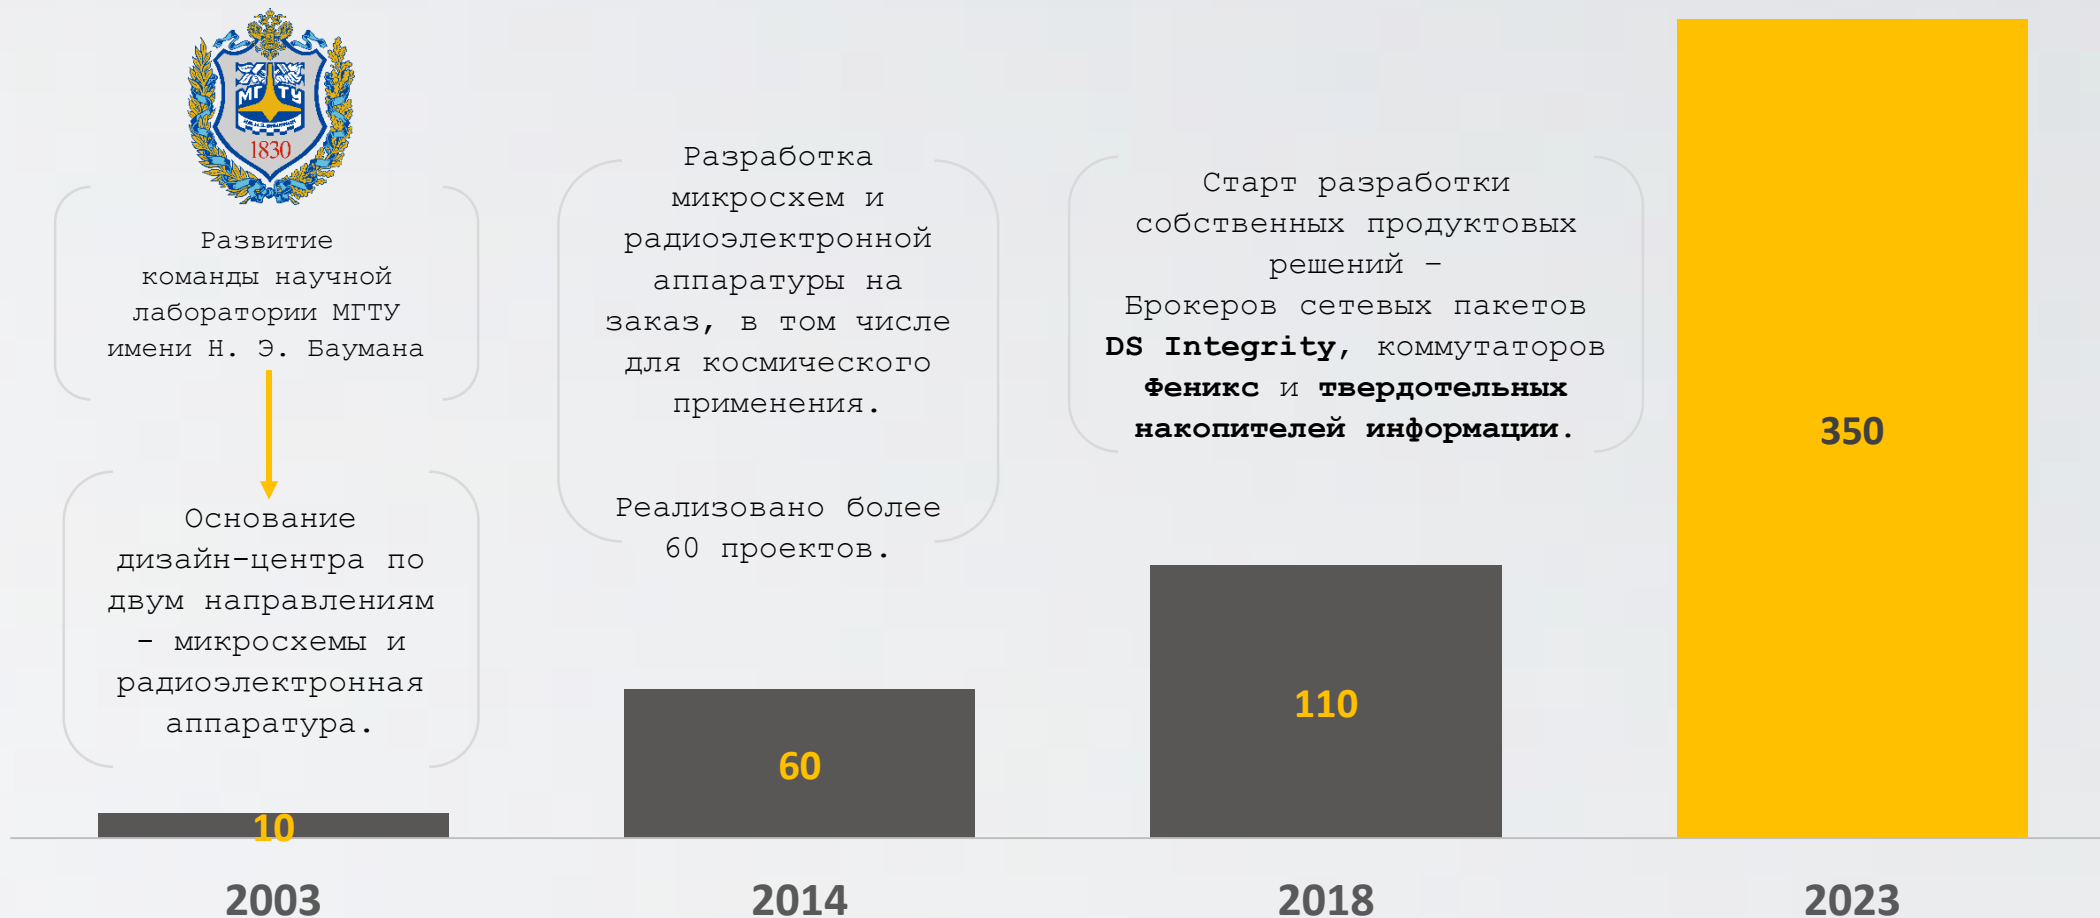 МГ ТУ
1830
Развитие
команды научной
лаборатории МГТУ
имени Н. Э. Баумана
Основание
дизайн-центра по
двум направлениям
- микросхемы и
радиоэлектронная
аппаратура.
10
2003
Разработка
микросхем и
радиоэлектронной
аппаратуры на
заказ, в том числе
для космического
применения.
Реализовано более
60 проектов.
60
2014
Старт разработки
собственных продуктовых
решений –
Брокеров сетевых пакетов
DS Integrity, коммутаторов
Феникс и твердотельных
накопителей информации.
110
2018
350
2023